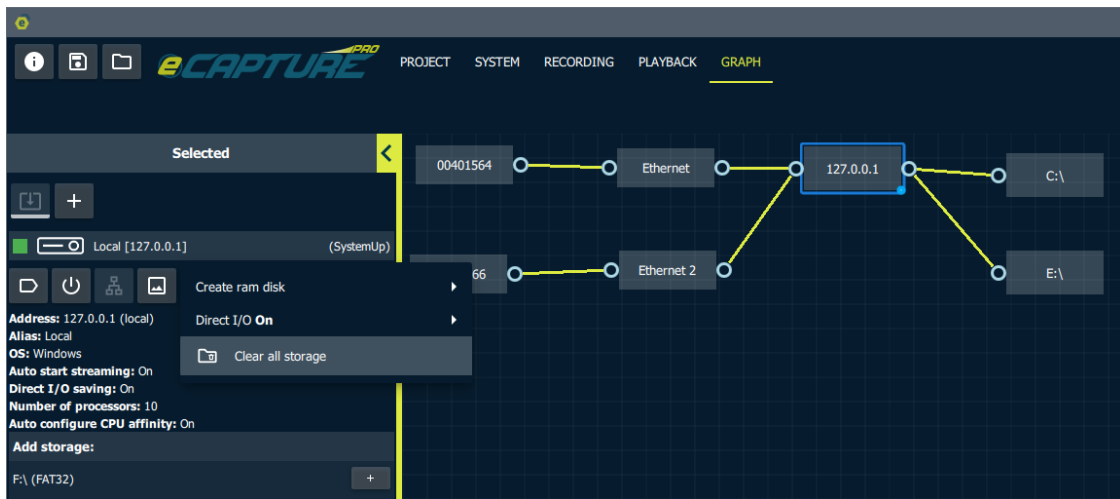 eCAPTURE PRO
PROJECT SYSTEM RECORDING PLAYBACK GRAPH
Selected
Local [127.0.0.1] (SystemUp)
Create ram disk
Direct I/O On
Clear all storage
Address: 127.0.0.1 (local)
Alias: Local
OS: Windows
Auto start streaming: On
Direct I/O saving: On
Number of processors: 10
Auto configure CPU affinity: On
Add storage:
F:\ (FAT32) +
00401564
Ethernet
127.0.0.1
C:\
66
Ethernet 2
E:\